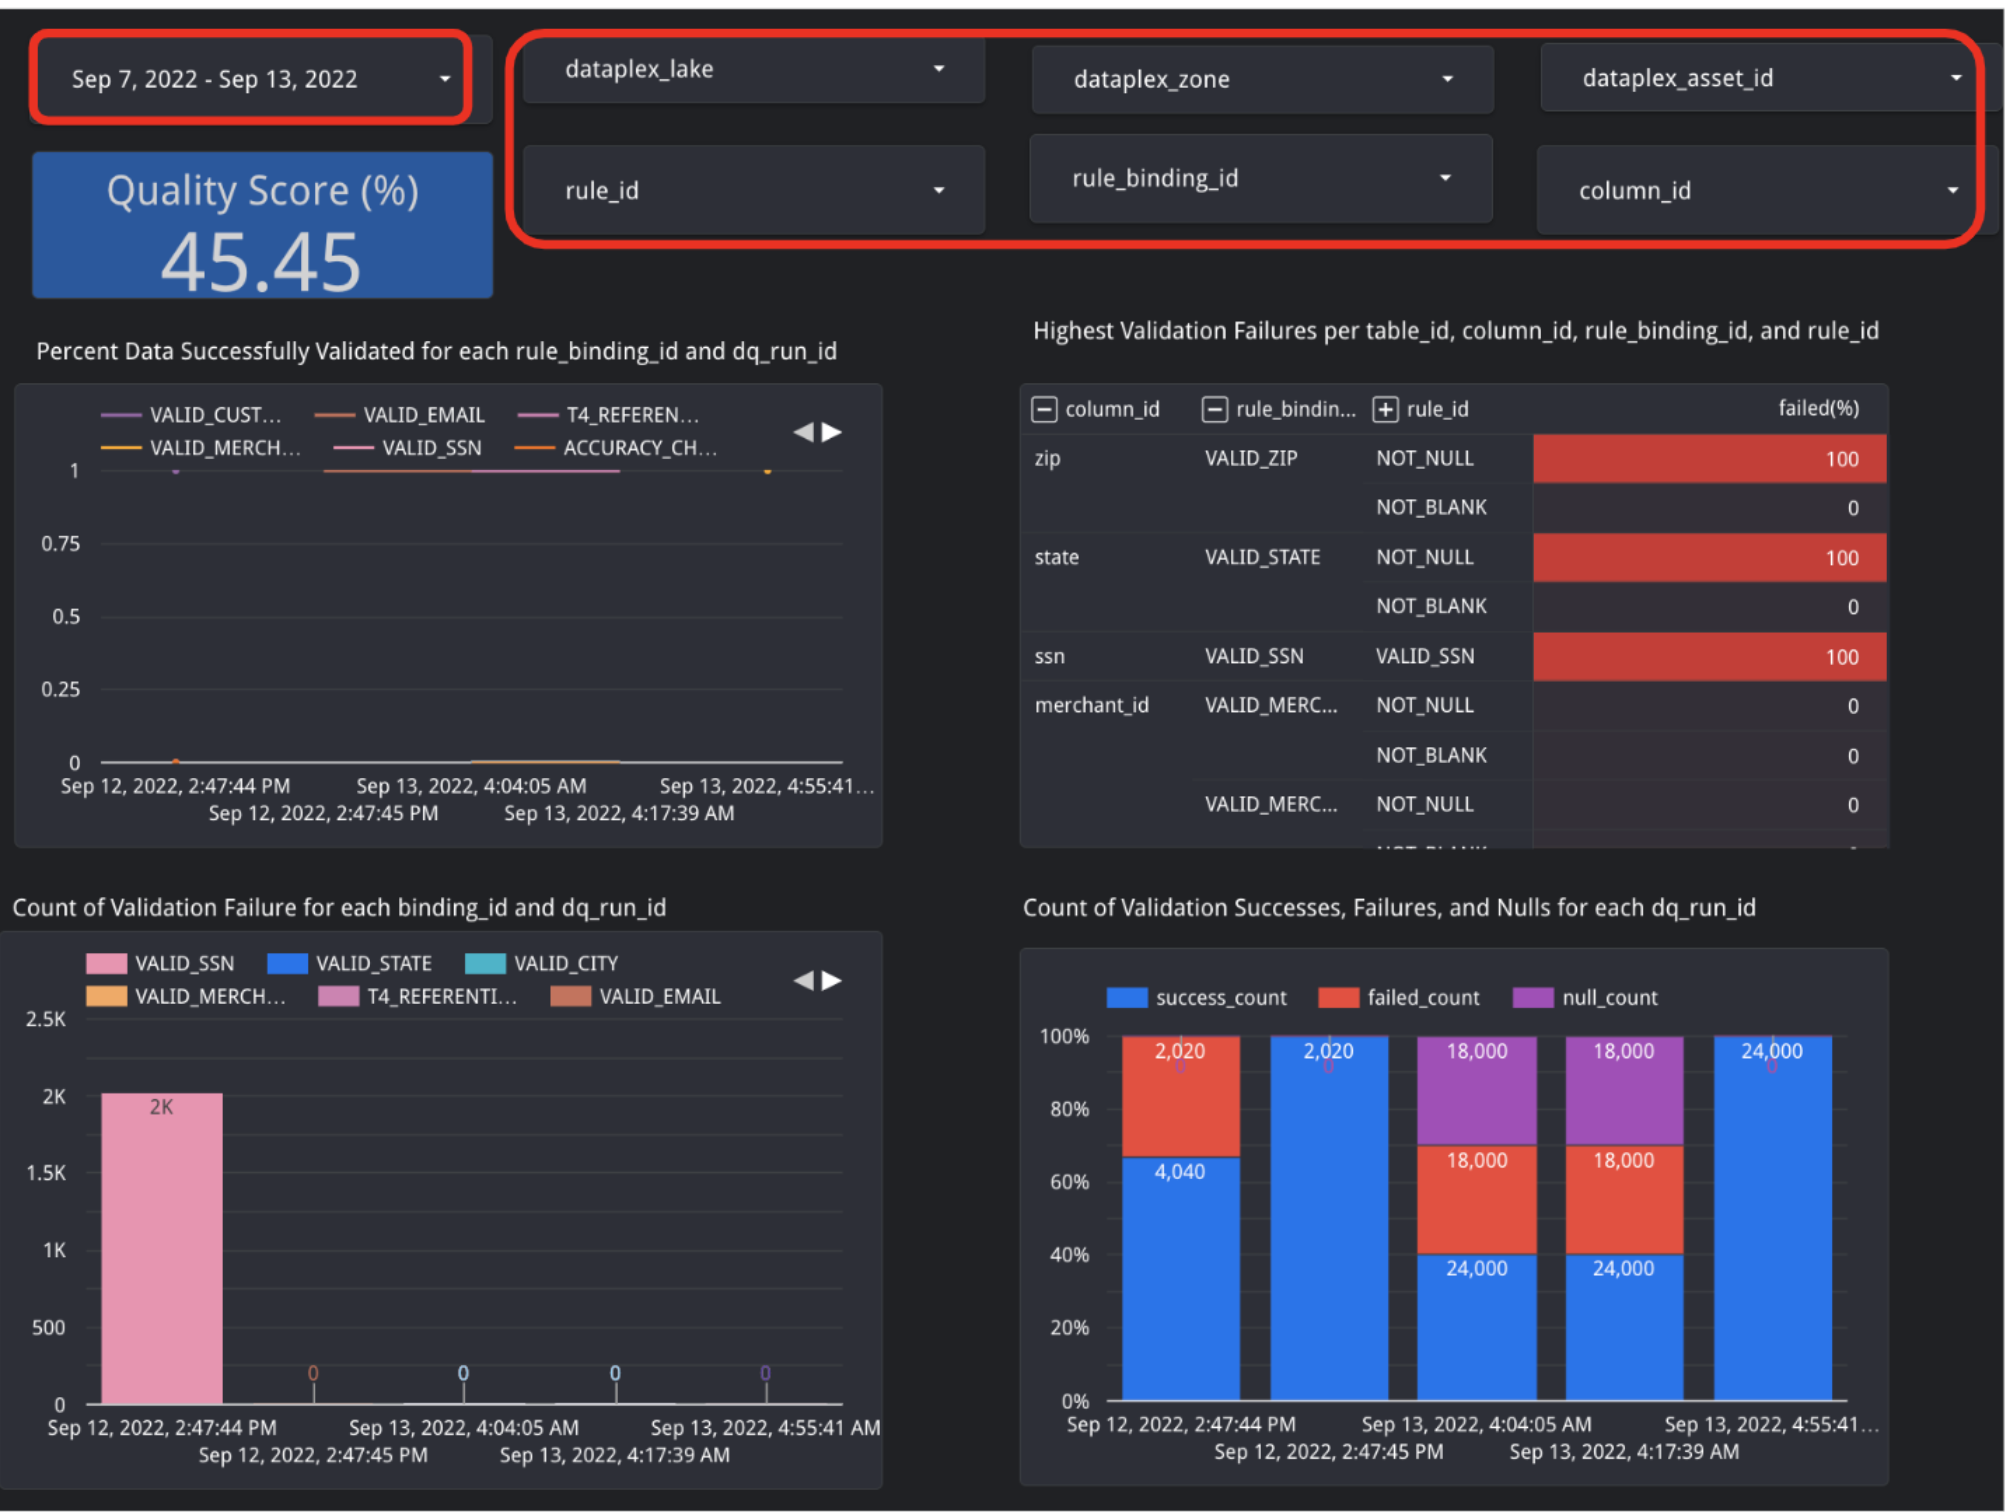 Sep 7, 2022 - Sep 13, 2022
dataplex_lake
dataplex_zone
dataplex_asset_id
rule_id
rule_binding_id
column_id
Quality Score (%)
45.45
Percent Data Successfully Validated for each rule_binding_id and dq_run_id
VALID_CUST... VALID_EMAIL T4_REFEREN...
VALID_MERCH... VALID_SSN ACCURACY_CH...
1
0.75
0.5
0.25
0
Sep 12, 2022, 2:47:44 PM Sep 13, 2022, 4:04:05 AM Sep 13, 2022, 4:55:41...
Sep 12, 2022, 2:47:45 PM Sep 13, 2022, 4:17:39 AM
Highest Validation Failures per table_id, column_id, rule_binding_id, and rule_id
column_id rule_bindin... rule_id failed(%)
zip VALID_ZIP NOT_NULL 100
NOT_BLANK 0
state VALID_STATE NOT_NULL 100
NOT_BLANK 0
ssn VALID_SSN VALID_SSN 100
merchant_id VALID_MERC... NOT_NULL 0
NOT_BLANK 0
VALID_MERC... NOT_NULL 0
Count of Validation Failure for each binding_id and dq_run_id
VALID_SSN VALID_STATE VALID_CITY
VALID_MERCH... T4_REFERENTI... VALID_EMAIL
2.5K
2K
2K
1.5K
1K
500
0 0 0 0
0
Sep 12, 2022, 2:47:44 PM Sep 13, 2022, 4:04:05 AM Sep 13, 2022, 4:55:41 AM
Sep 12, 2022, 2:47:45 PM Sep 13, 2022, 4:17:39 AM
Count of Validation Successes, Failures, and Nulls for each dq_run_id
success_count failed_count null_count
100%
2,020 2,020 18,000 18,000 24,000
0 0 0
80%
18,000 18,000
4,040
60%
40%
24,000 24,000
20%
0%
Sep 12, 2022, 2:47:44 PM Sep 13, 2022, 4:04:05 AM Sep 13, 2022, 4:55:41...
Sep 12, 2022, 2:47:45 PM Sep 13, 2022, 4:17:39 AM